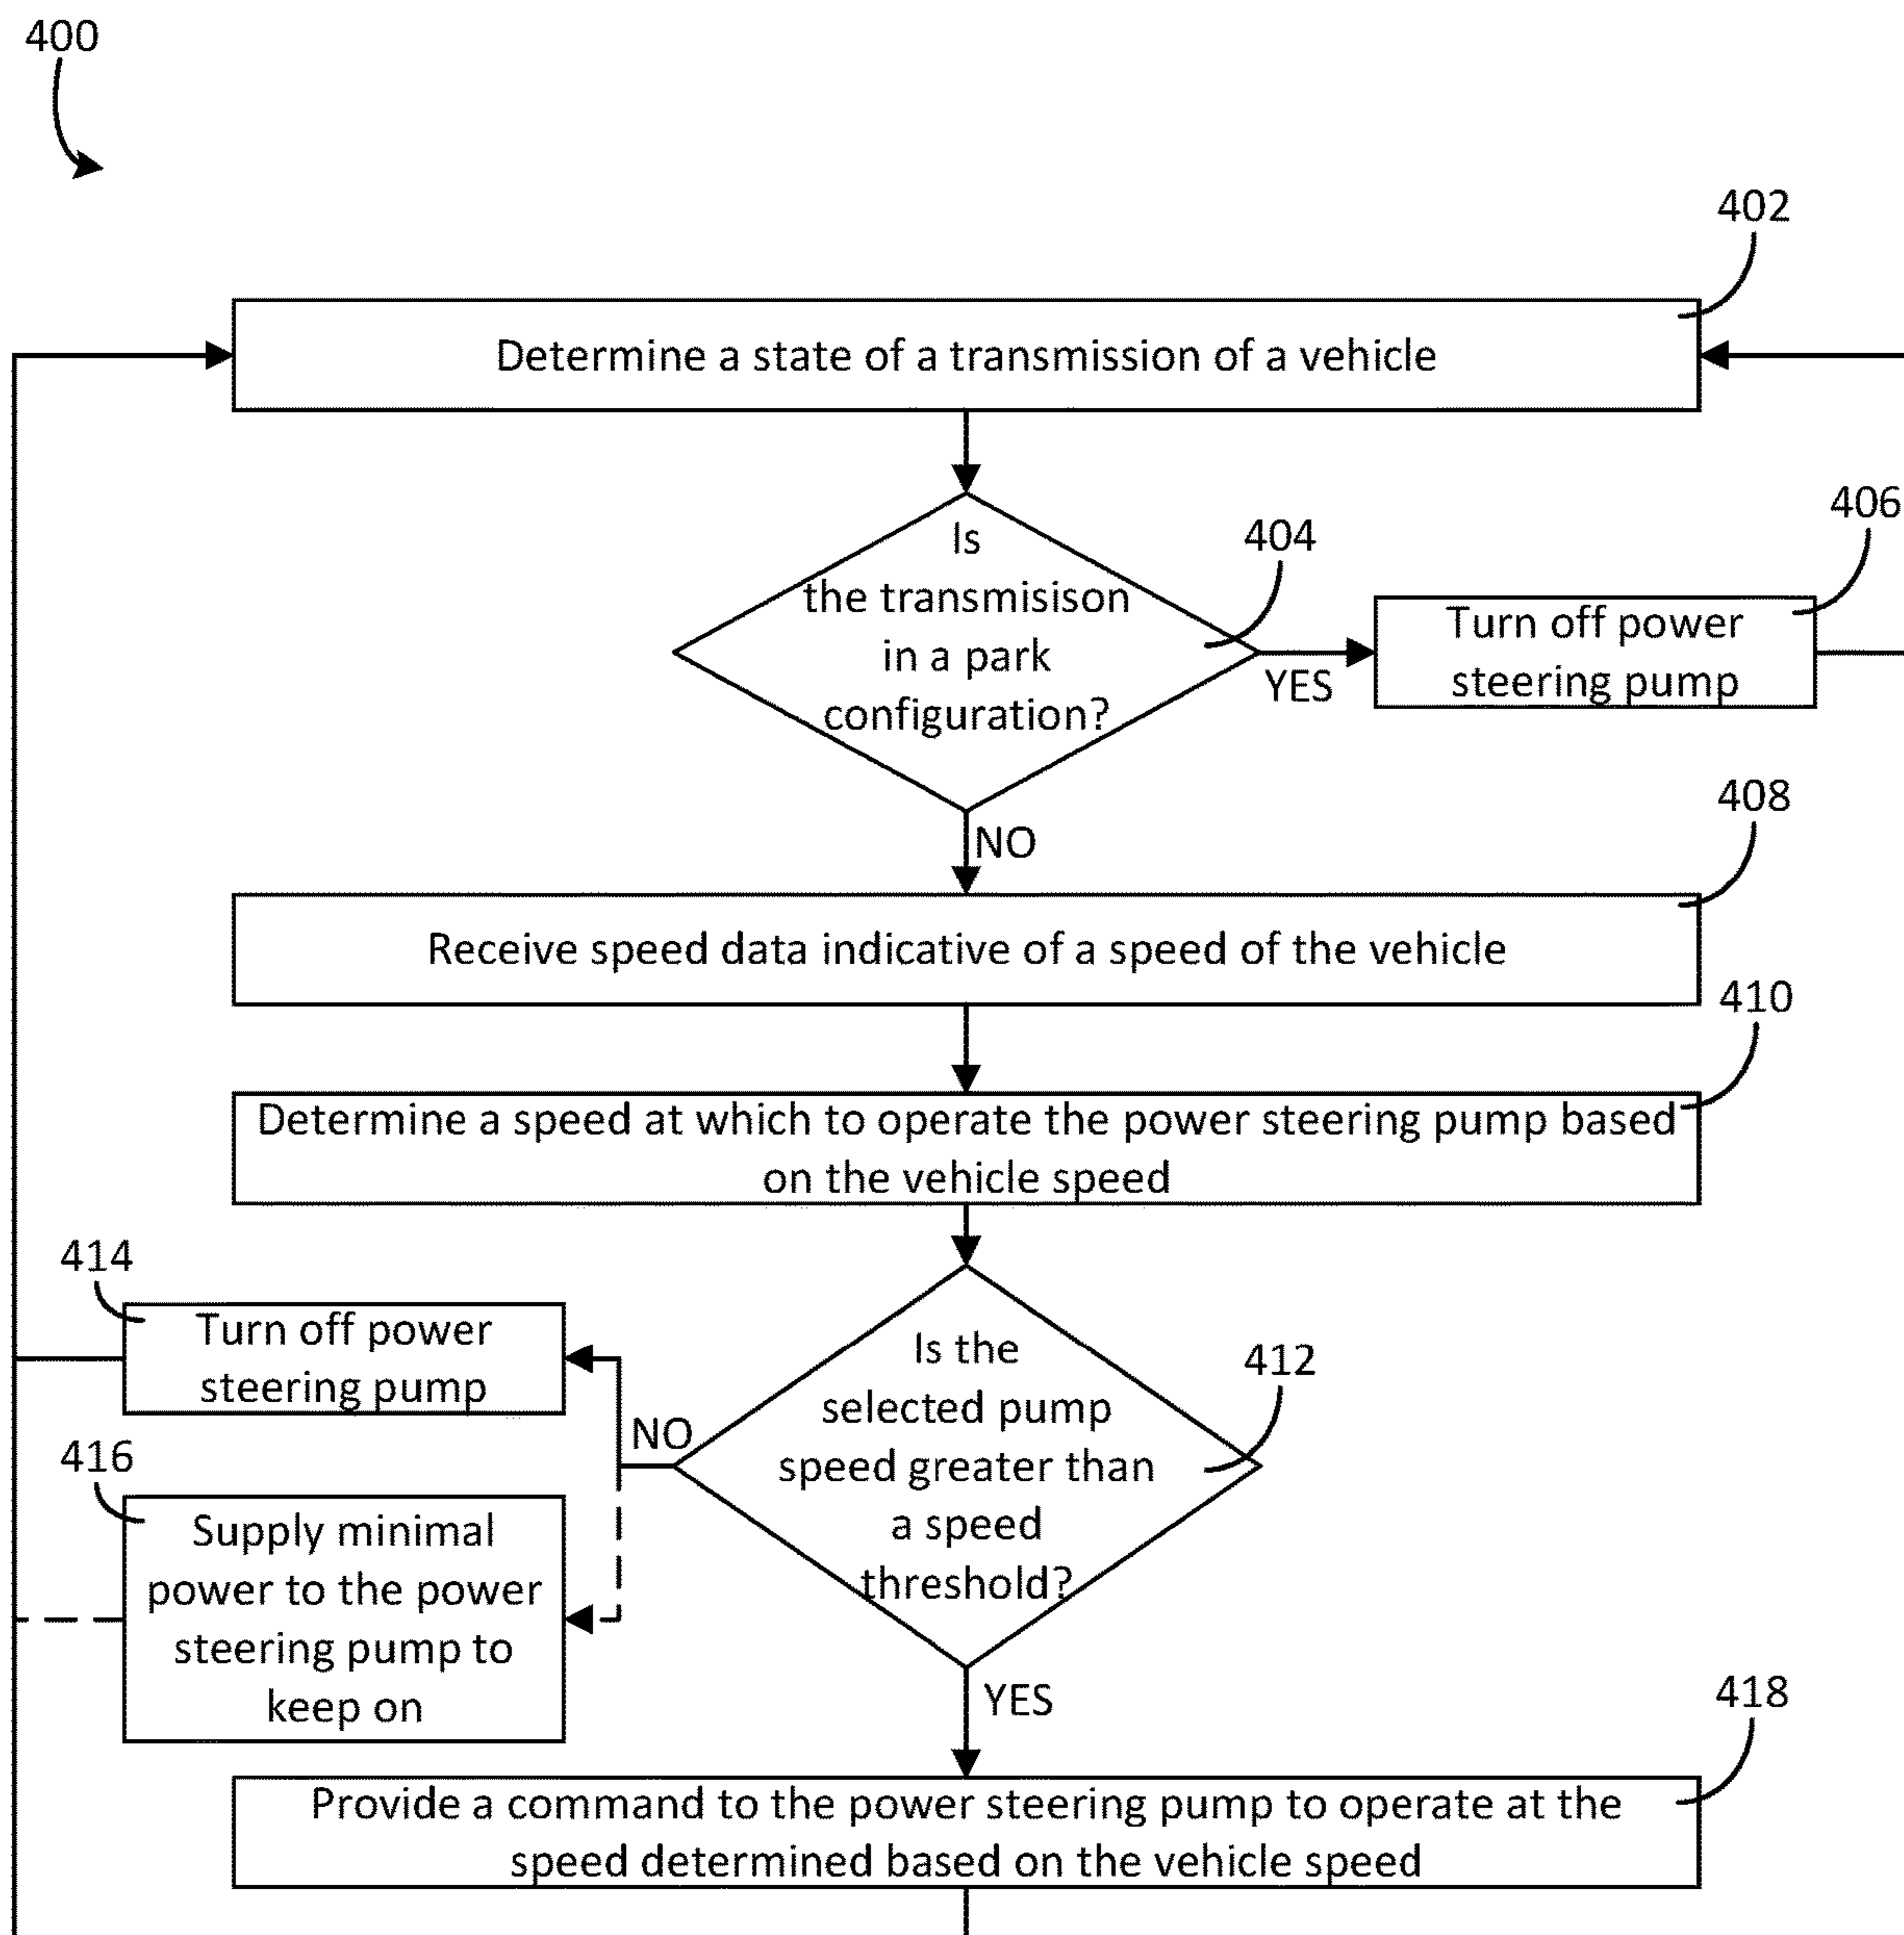 400
402
Determine a state of a transmission of a vehicle
Is
the transmisison
in a park
configuration?
404
YES
406
Turn off power
steering pump
NO
408
Receive speed data indicative of a speed of the vehicle
410
Determine a speed at which to operate the power steering pump based
on the vehicle speed
412
Is the
selected pump
speed greater than
a speed
threshold?
NO
414
Turn off power
steering pump
416
Supply minimal
power to the power
steering pump to
keep on
YES
418
Provide a command to the power steering pump to operate at the
speed determined based on the vehicle speed